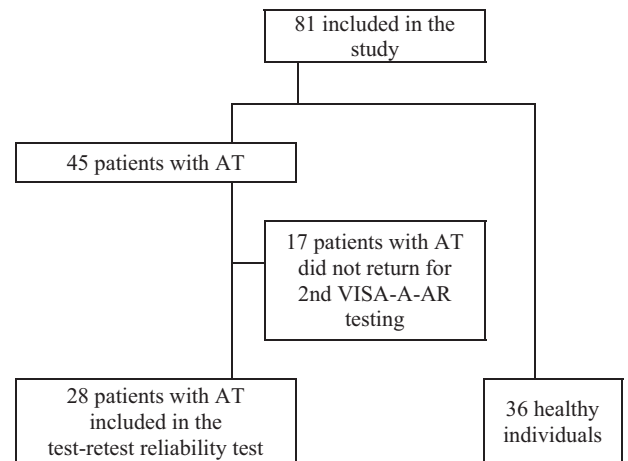 81 included in the
study
45 patients with AT
17 patients with AT
did not return for
2nd VISA-A-AR
testing
28 patients with AT
included in the
test-retest reliability test
36 healthy
individuals